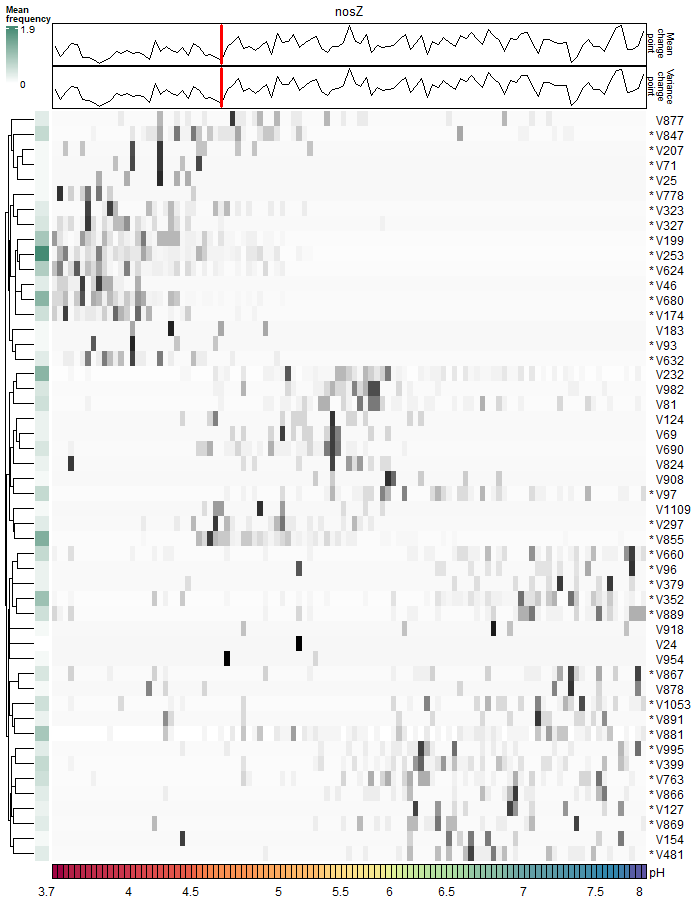 nosZ
Mean
frequency
1.9
0
Mean
change
point
Variance
change
point
V877
* V847
* V207
* V71
* V25
V778
* V323
* V327
* V199
* V253
* V624
* V46
* V680
* V174
V183
* V93
* V632
V232
V982
V81
V124
V69
V690
V824
V908
* V97
V1109
* V297
* V855
* V660
* V96
* V379
* V352
* V889
V918
V24
V954
* V867
V878
* V1053
* V891
* V881
* V995
* V399
* V763
* V866
* V127
* V869
V154
* V481
pH
3.7 4 4.5 5 5.5 6 6.5 7 7.5 8